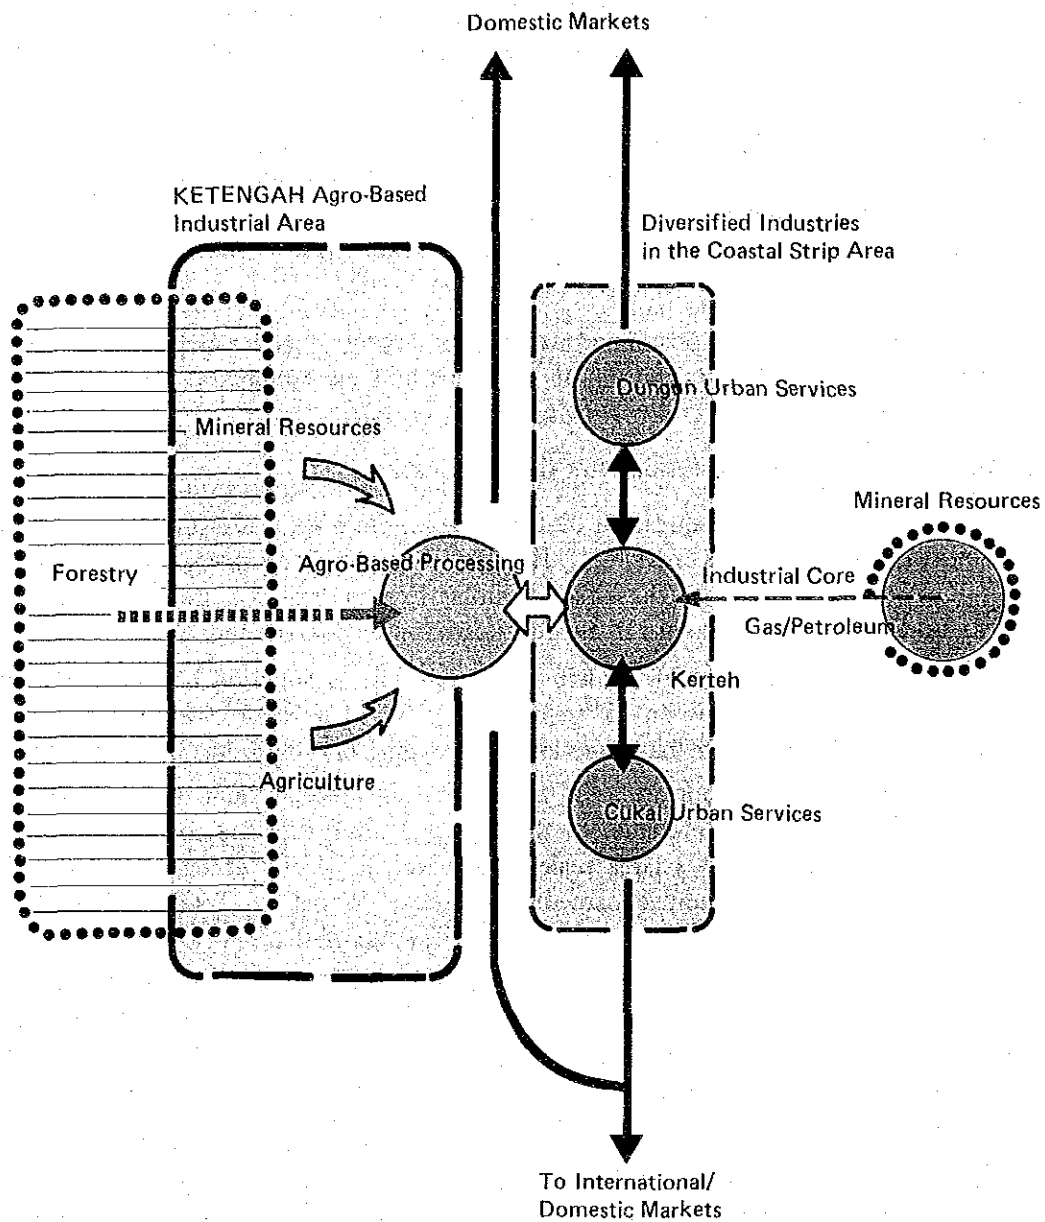 Domestic Markets
KETENGAH Agro-Based
Industrial Area
Diversified Industries
in the Coastal Strip Area
Dungun Urban Services
Mineral Resources
Mineral Resources
Forestry
Agro-Based Processing
Industrial Core
Gas/Petroleum
Kerteh
Agriculture
Cukai Urban Services
To International/
Domestic Markets